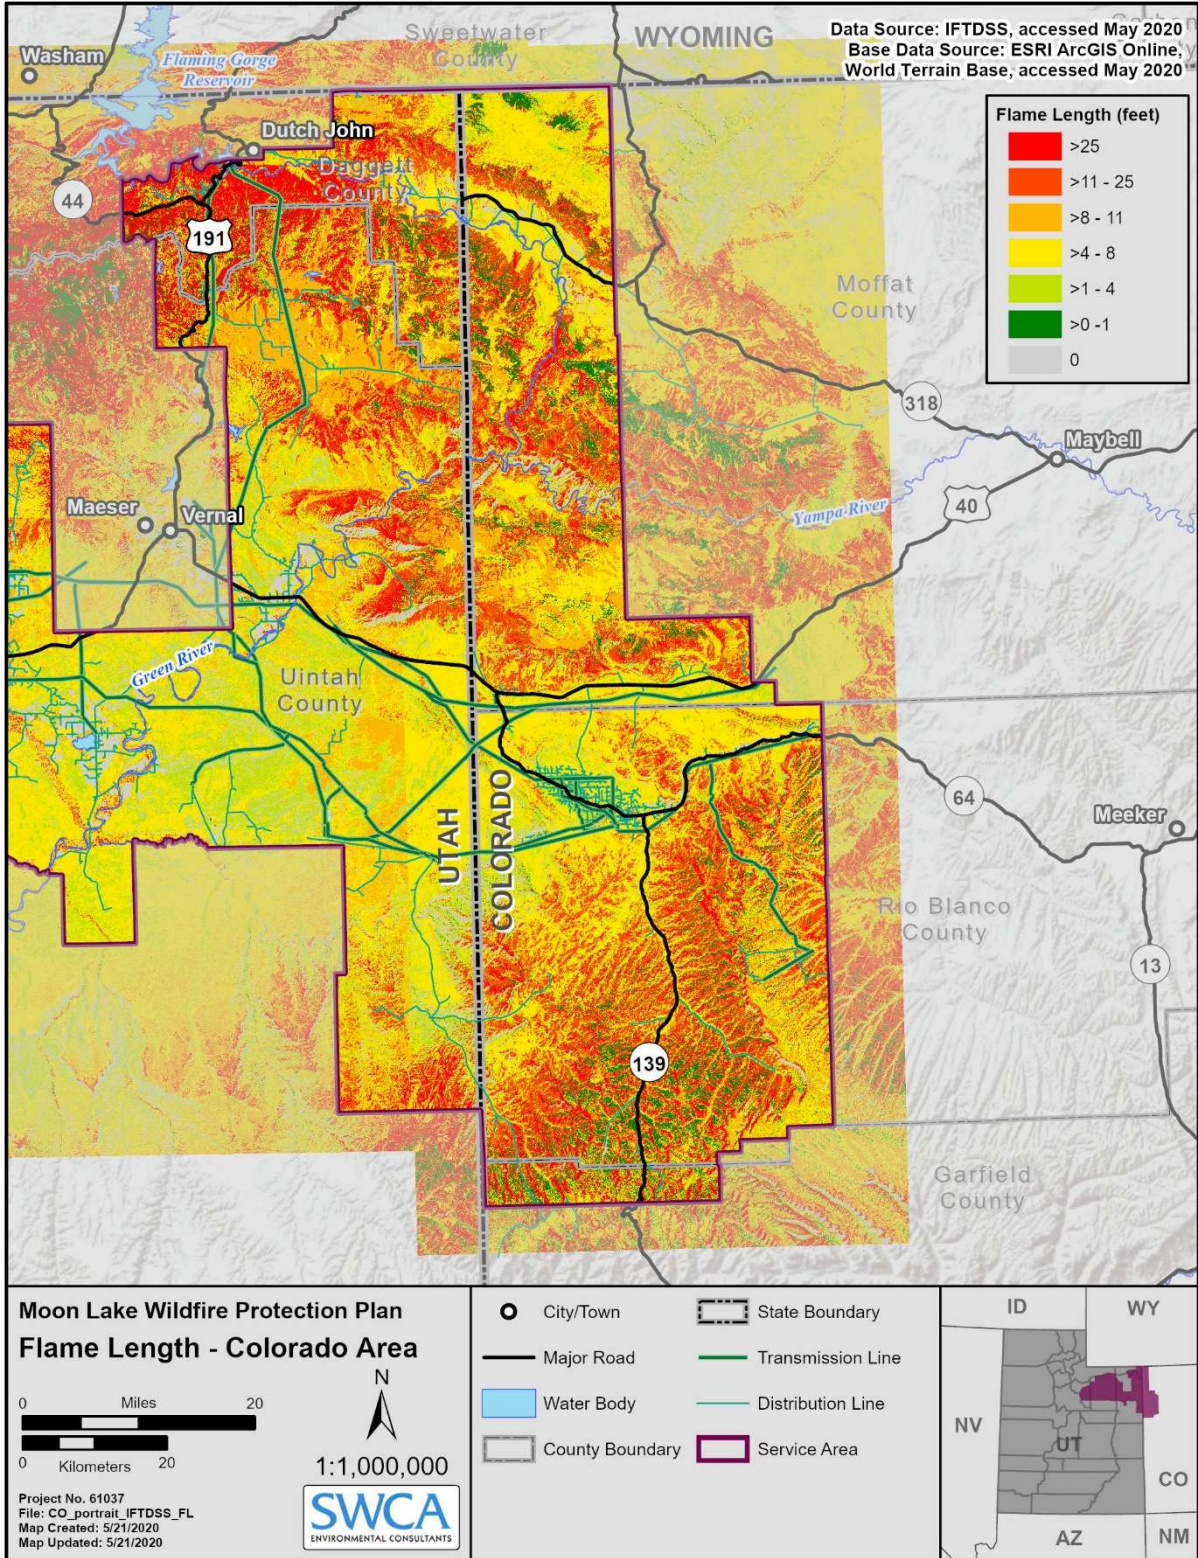 Data Source: IFTDSS, accessed May 2020
Base Data Source: ESRI ArcGIS Online,
World Terrain Base, accessed May 2020
Sweetwater
County
WYOMING
Washam
Flaming Gorge
Reservoir
Dutch John
Daggett
County
44
191
Flame Length (feet)
>25
>11 - 25
>8 - 11
>4 - 8
>1 - 4
>0 -1
0
Moffat
County
318
Maybell
40
Yampa River
Maeser
Vernal
Green River
Uintah
County
UTAH
COLORADO
64
Meeker
Rio Blanco
County
13
139
Garfield
County
Moon Lake Wildfire Protection Plan
Flame Length - Colorado Area
0 Miles 20
0 Kilometers 20
N
1:1,000,000
Project No. 61037
File: CO_portrait_IFTDSS_FL
Map Created: 5/21/2020
Map Updated: 5/21/2020
SWCA
ENVIRONMENTAL CONSULTANTS
City/Town
Major Road
Water Body
County Boundary
State Boundary
Transmission Line
Distribution Line
Service Area
ID
WY
NV
UT
CO
AZ
NM